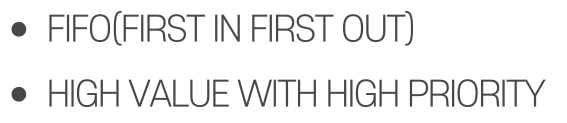 • FIFO(FIRST IN FIRST OUT)
• HIGH VALUE WITH HIGH PRIORITY